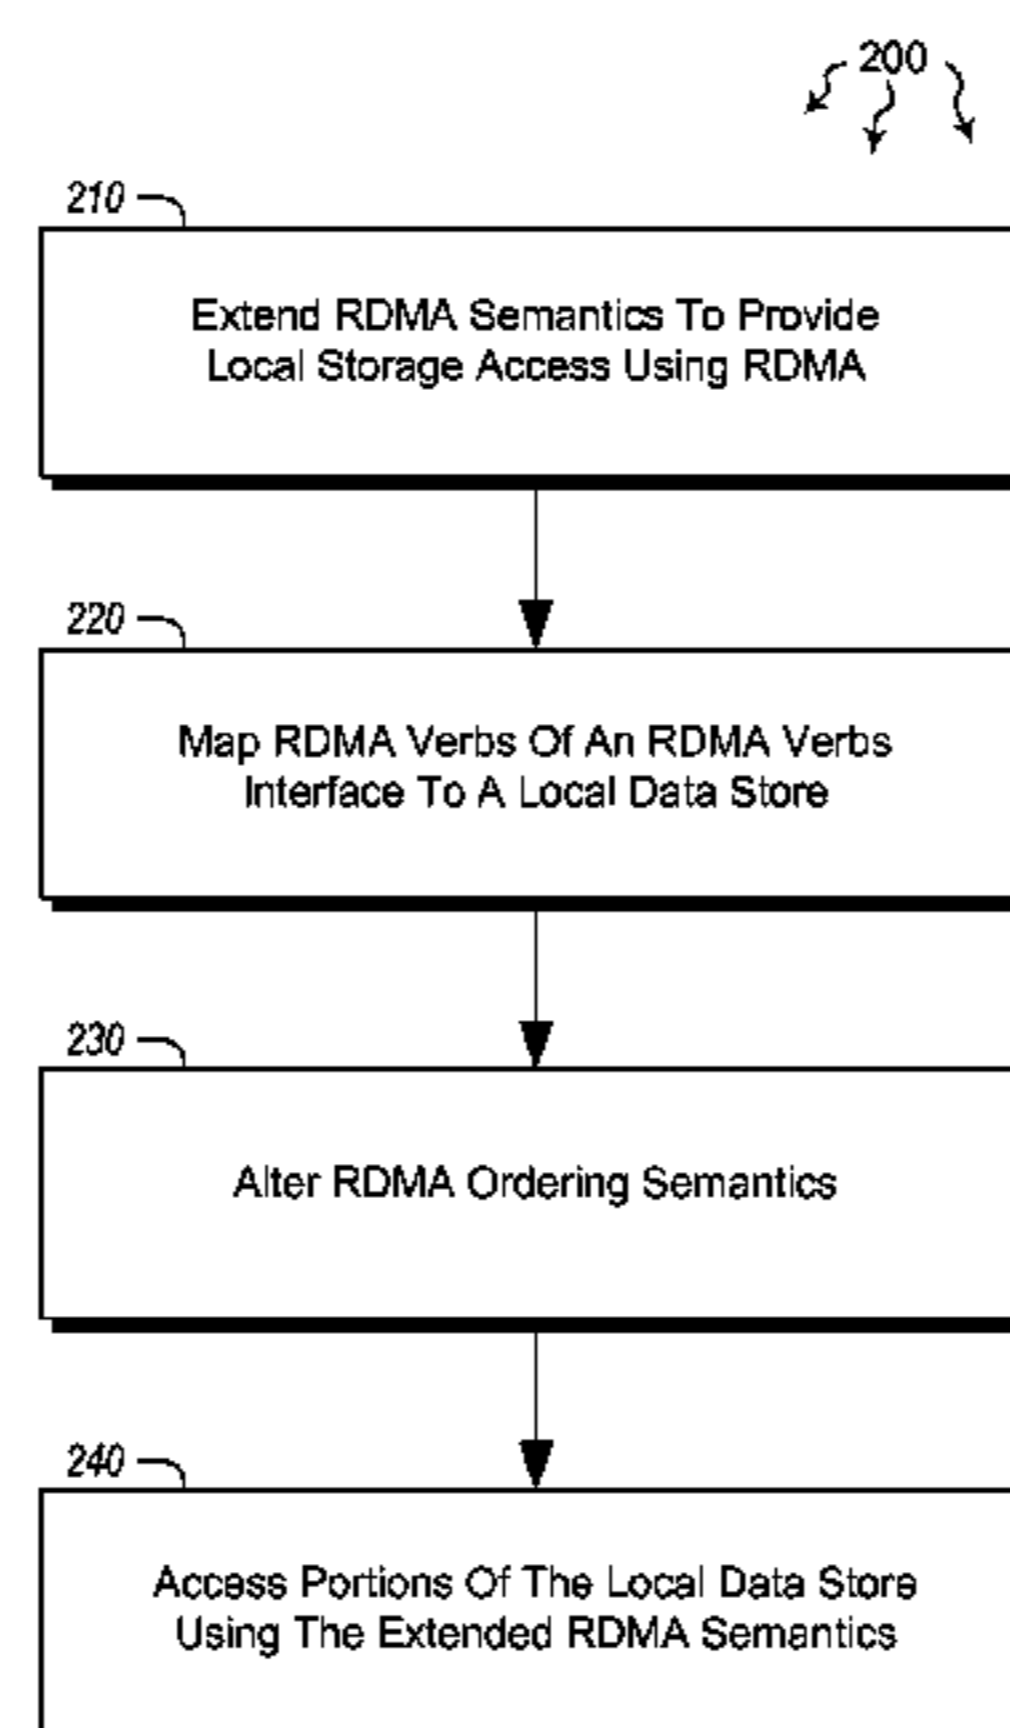 200
210
Extend RDMA Semantics To Provide
Local Storage Access Using RDMA
220
Map RDMA Verbs Of An RDMA Verbs
Interface To A Local Data Store
230
Alter RDMA Ordering Semantics
240
Access Portions Of The Local Data Store
Using The Extended RDMA Semantics